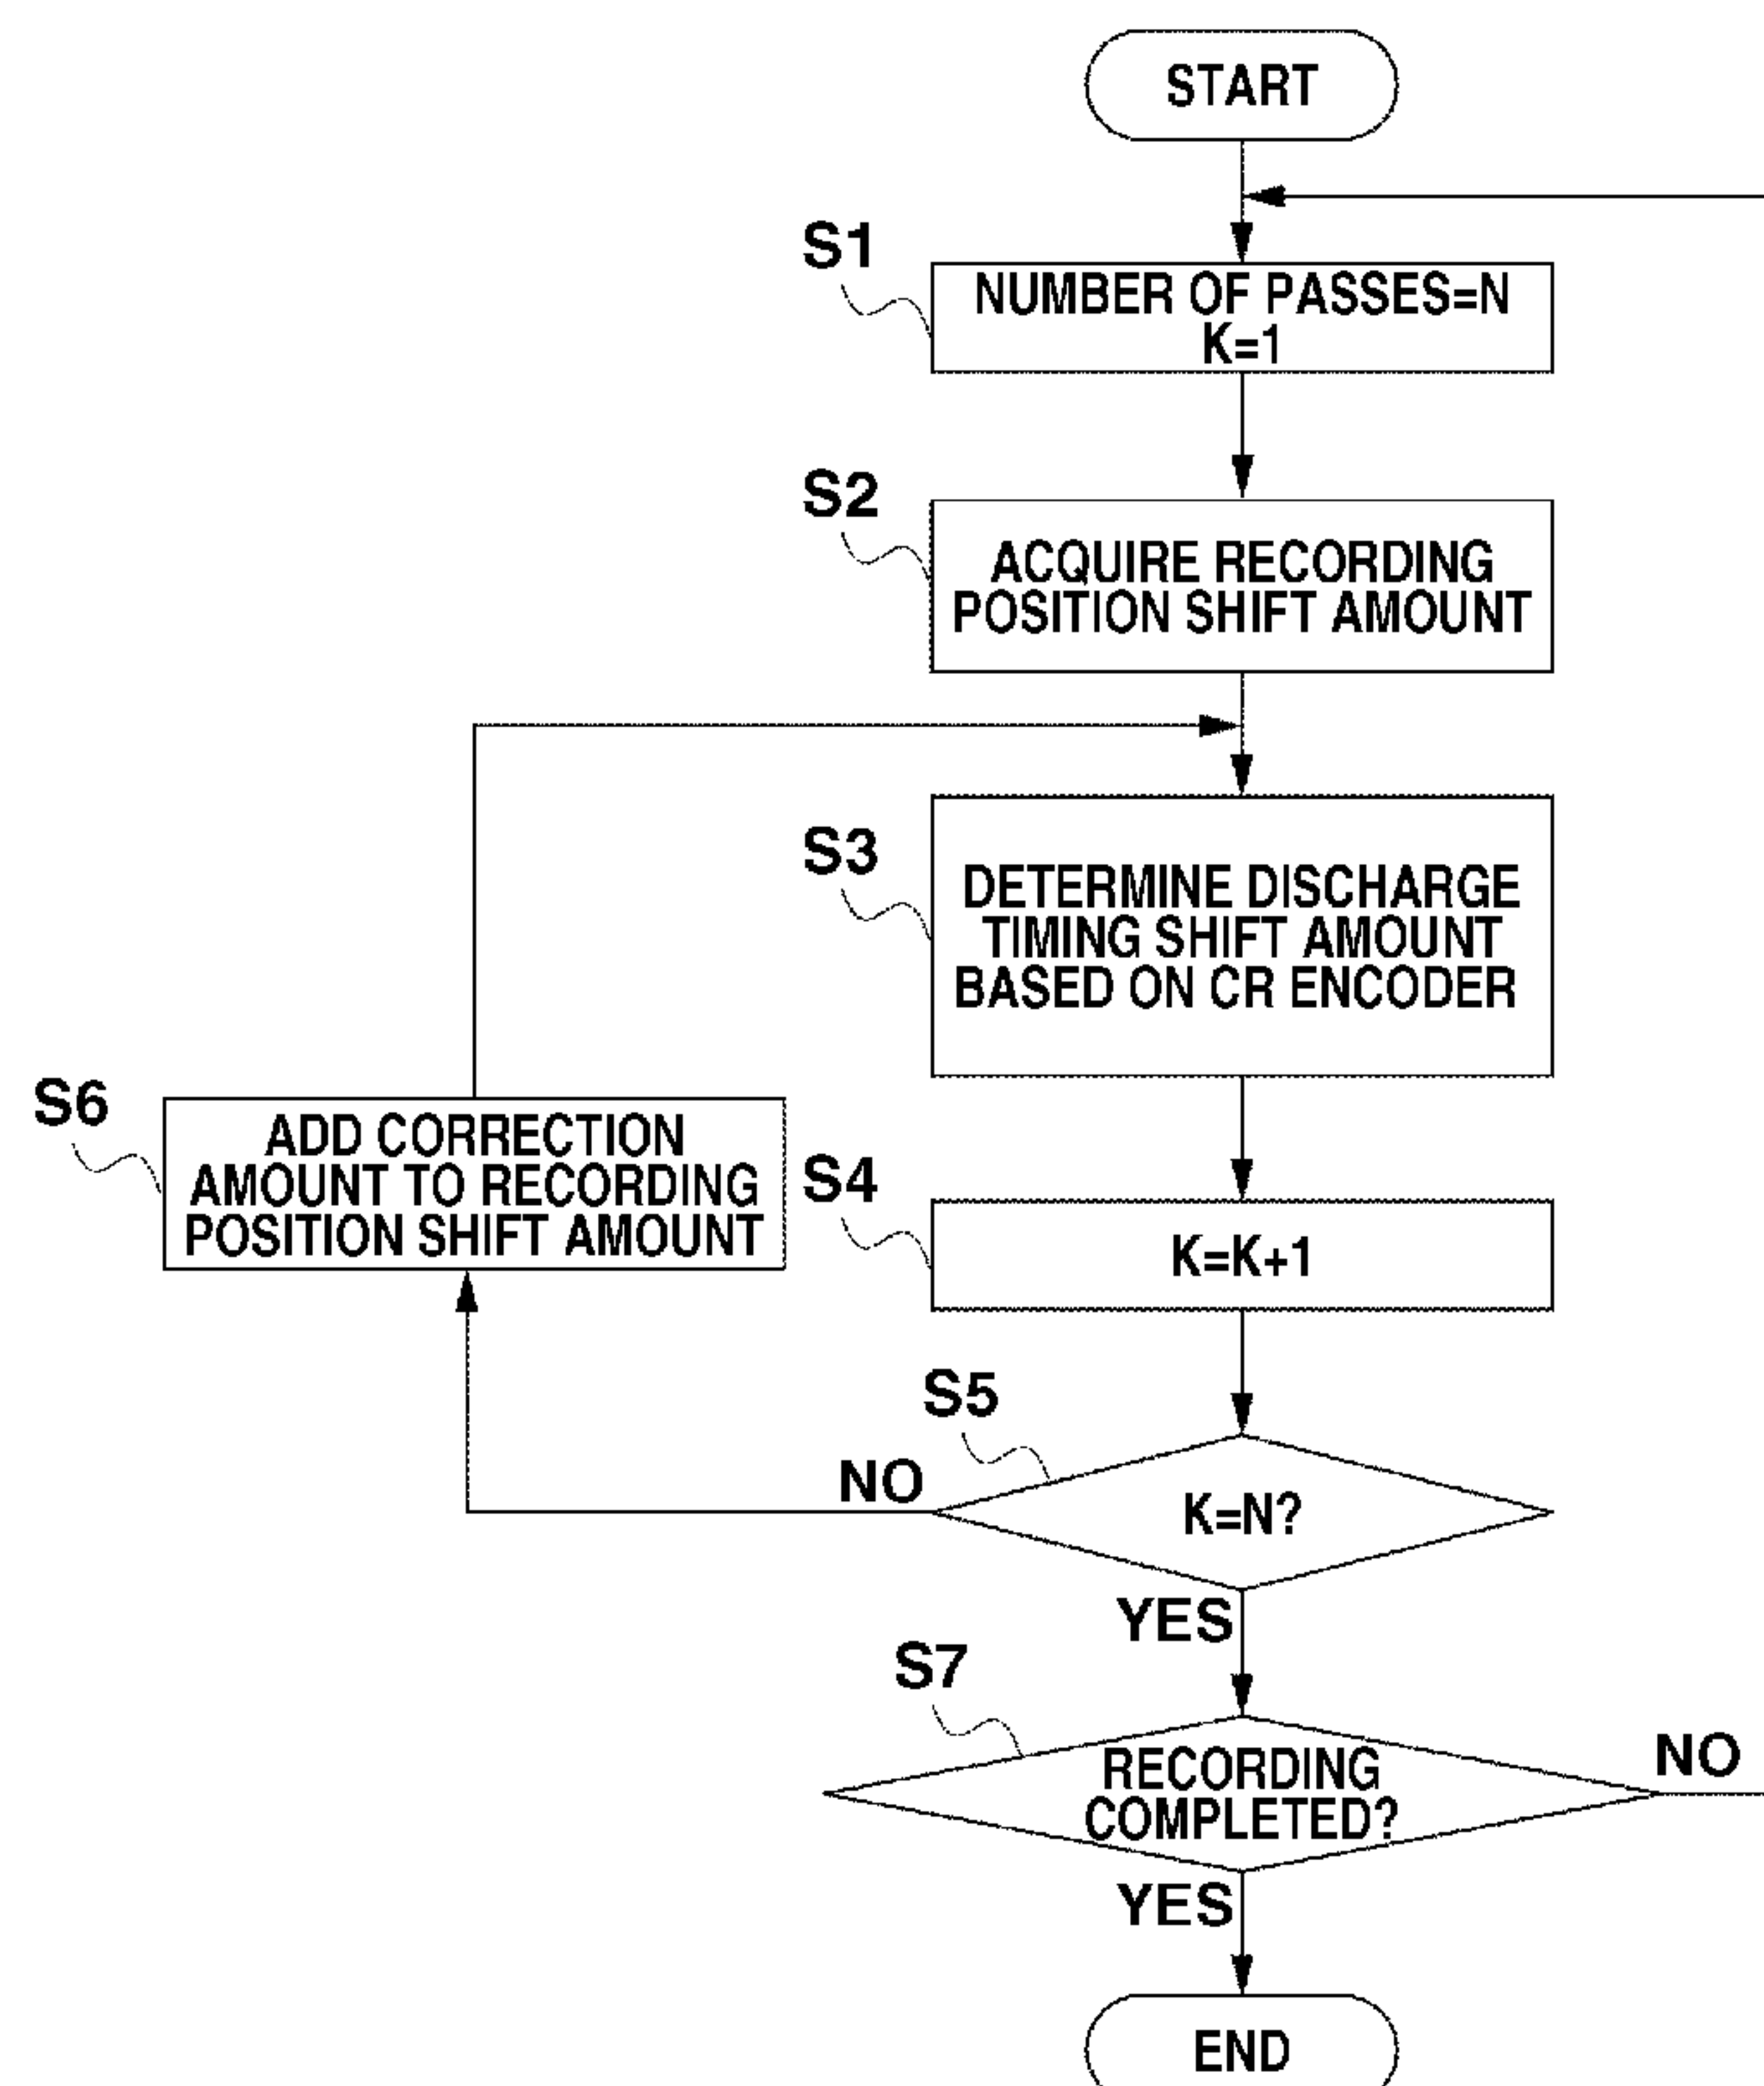 START
S1
NUMBER OF PASSES=N
K=1
S2
ACQUIRE RECORDING
POSITION SHIFT AMOUNT
S3
DETERMINE DISCHARGE
TIMING SHIFT AMOUNT
BASED ON CR ENCODER
S6
ADD CORRECTION
AMOUNT TO RECORDING
POSITION SHIFT AMOUNT
S4
K=K+1
S5
NO
K=N?
YES
S7
RECORDING
COMPLETED?
NO
YES
END